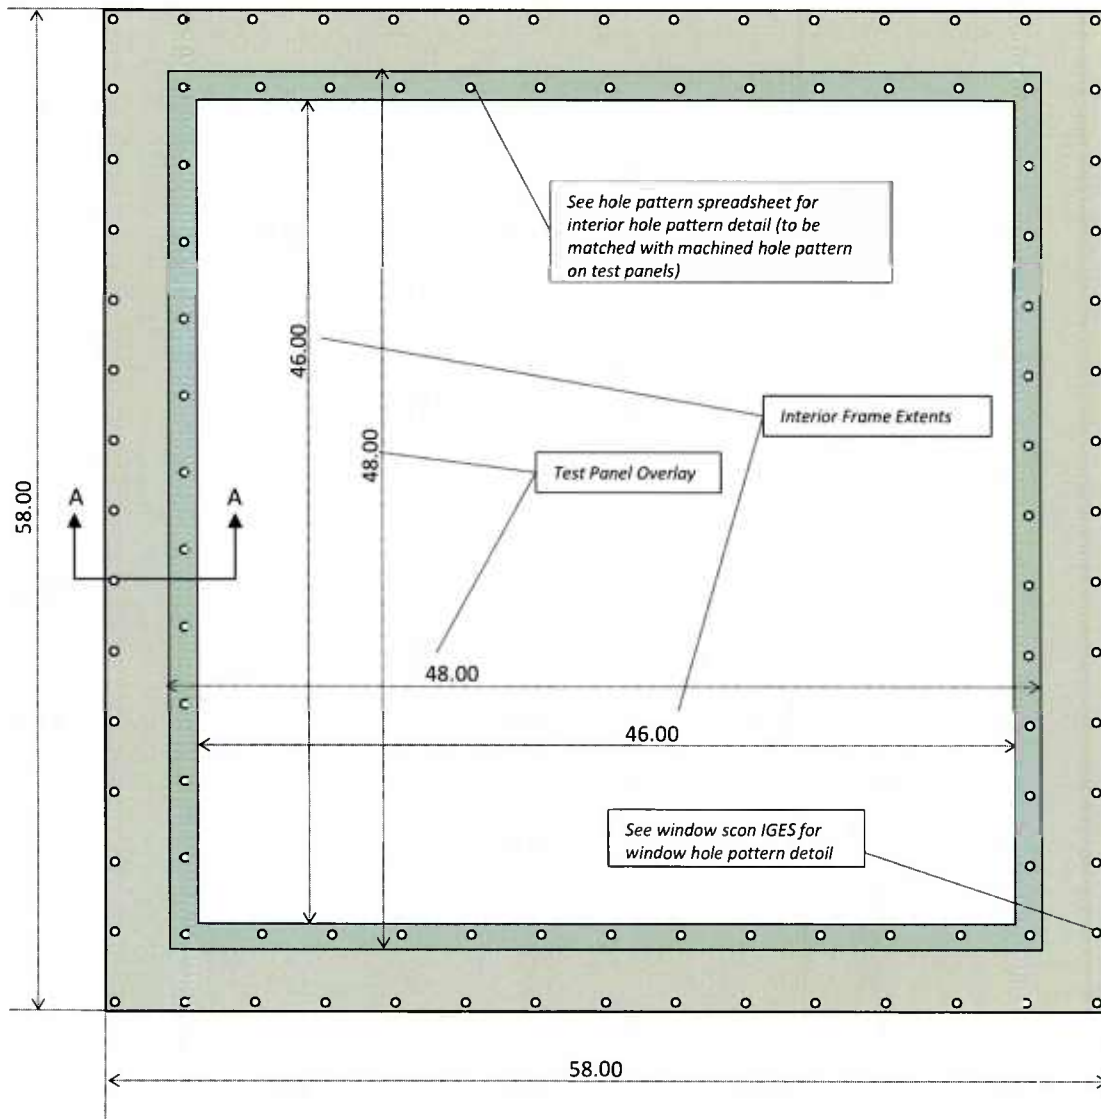 See hole pattern spreadsheet for
interior hole pattern detail (to be
matched with machined hole pattern
on test panels)
46.00
Interior Frame Extents
48.00
Test Panel Overlay
58.00
A
A
48.00
46.00
See window scon IGES for
window hole pottern detoil
58.00